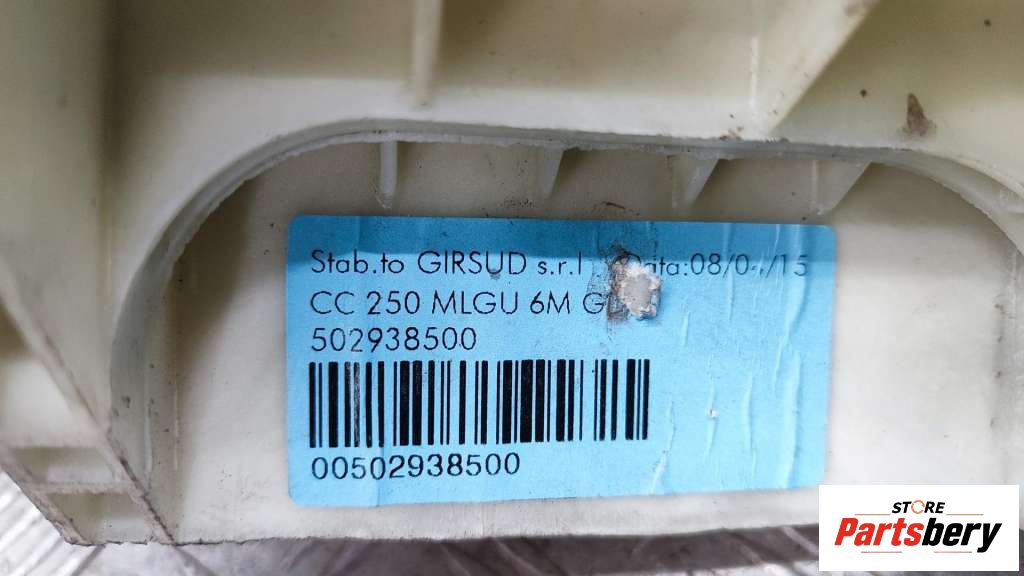 Stab.to GIRSUD s.r.l
CC 250 MLGU 6M
502938500
00502938500
STORE
Partsbery